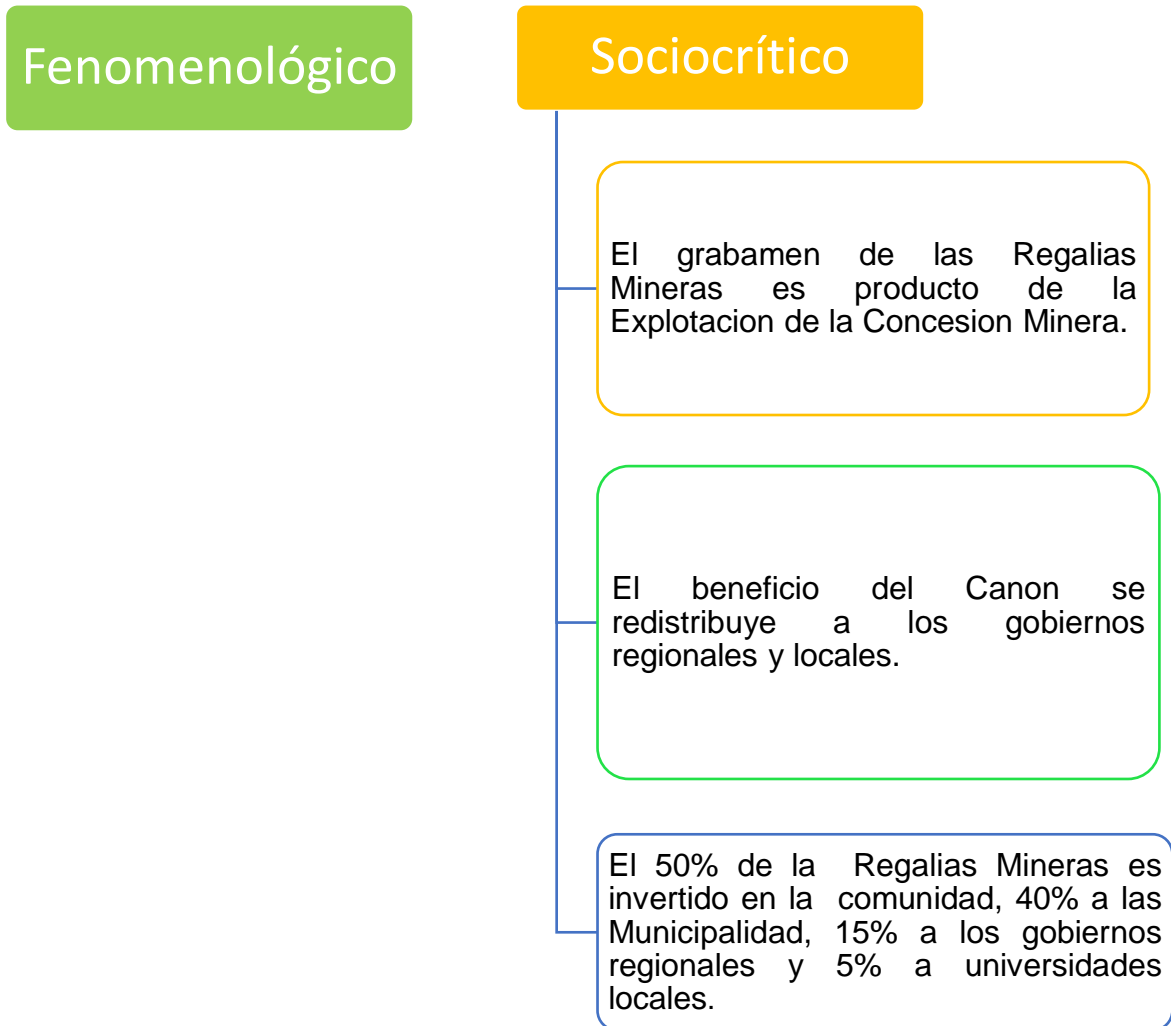 Fenomenológico
Sociocrítico
El grabamen de las Regalias
Mineras es producto de la
Explotacion de la Concesion Minera.
El beneficio del Canon se
redistribuye a los gobiernos
regionales y locales.
El 50% de la Regalias Mineras es
invertido en la comunidad, 40% a las
Municipalidad, 15% a los gobiernos
regionales y 5% a universidades
locales.